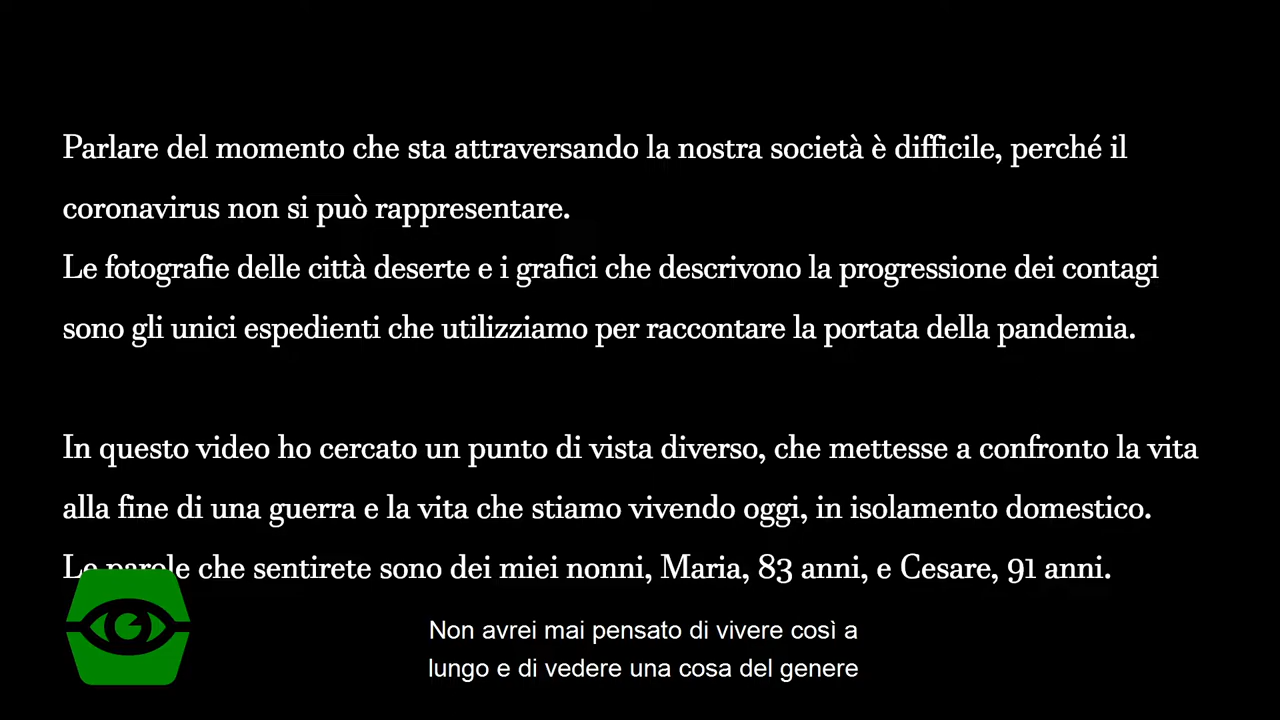 Parlare del momento che sta attraversando la nostra società è difficile, perché il
coronavirus non si può rappresentare.
Le fotografie delle città deserte e i grafici che descrivono la progressione dei contagi
sono gli unici espedienti che utilizziamo per raccontare la portata della pandemia.
In questo video ho cercato un punto di vista diverso, che mettesse a confronto la vita
alla fine di una guerra e la vita che stiamo vivendo oggi, in isolamento domestico.
Le parole che sentirete sono dei miei nonni, Maria, 83 anni, e Cesare, 91 anni.
Non avrei mai pensato di vivere così a
lungo e di vedere una cosa del genere